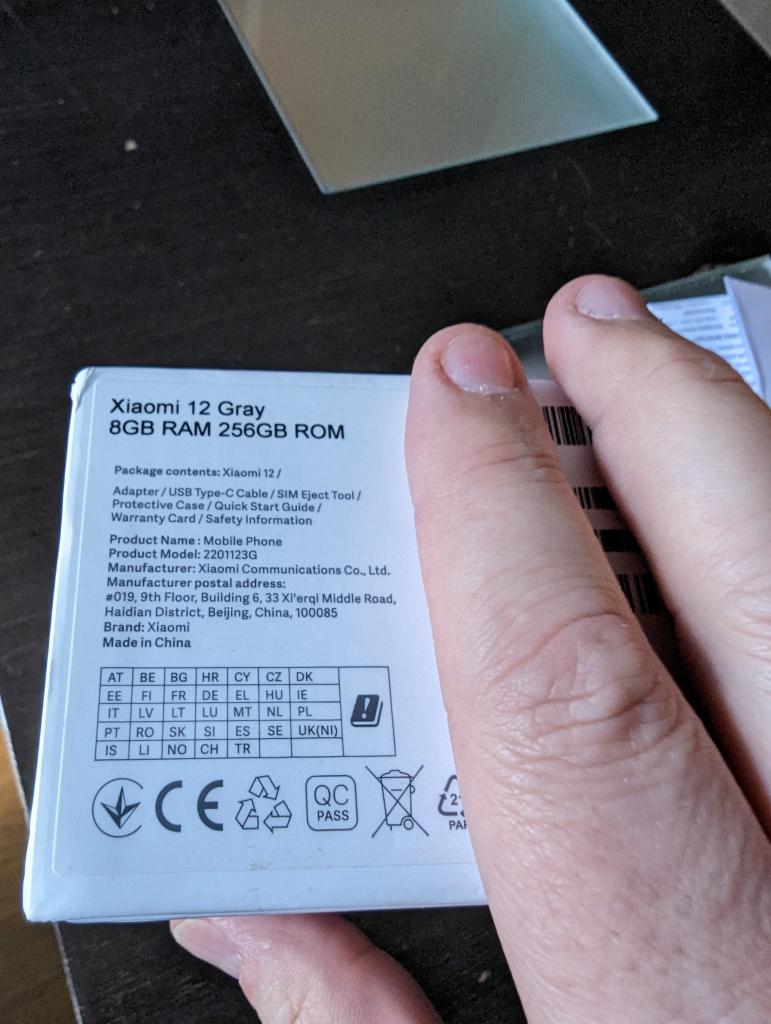 Xiaomi 12 Gray
8GB RAM 256GB ROM
Package contents: Xiaomi 12 /
Adapter / USB Type-C Cable / SIM Eject Tool /
Protective Case / Quick Start Guide /
Warranty Card / Safety Information
Product Name : Mobile Phone
Product Model: 2201123G
Manufacturer: Xiaomi Communications Co., Ltd.
Manufacturer postal address:
#019, 9th Floor, Building 6, 33 Xi'erqi Middle Road,
Haidian District, Beijing, China, 100085
Brand: Xiaomi
Made in China
AT BE BG HR CY CZ DK
EE FI FR DE EL HU IE
IT LV LT LU MT NL PL
PT RO SK SI ES SE UK(NI)
IS LI NO CH TR
CE
QC
PASS